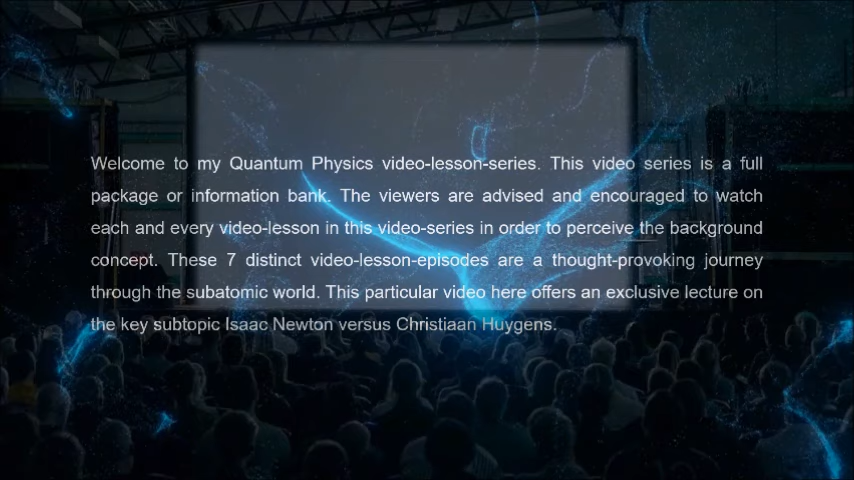 Welcome to my Quantum Physics video-lesson-series. This video series is a full
package or information bank. The viewers are advised and encouraged to watch
each and every video-lesson in this video-series in order to perceive the background
concept. These 7 distinct video-lesson-episodes are a thought-provoking journey
through the subatomic world. This particular video here offers an exclusive lecture on
the key subtopic Isaac Newton versus Christiaan Huygens.